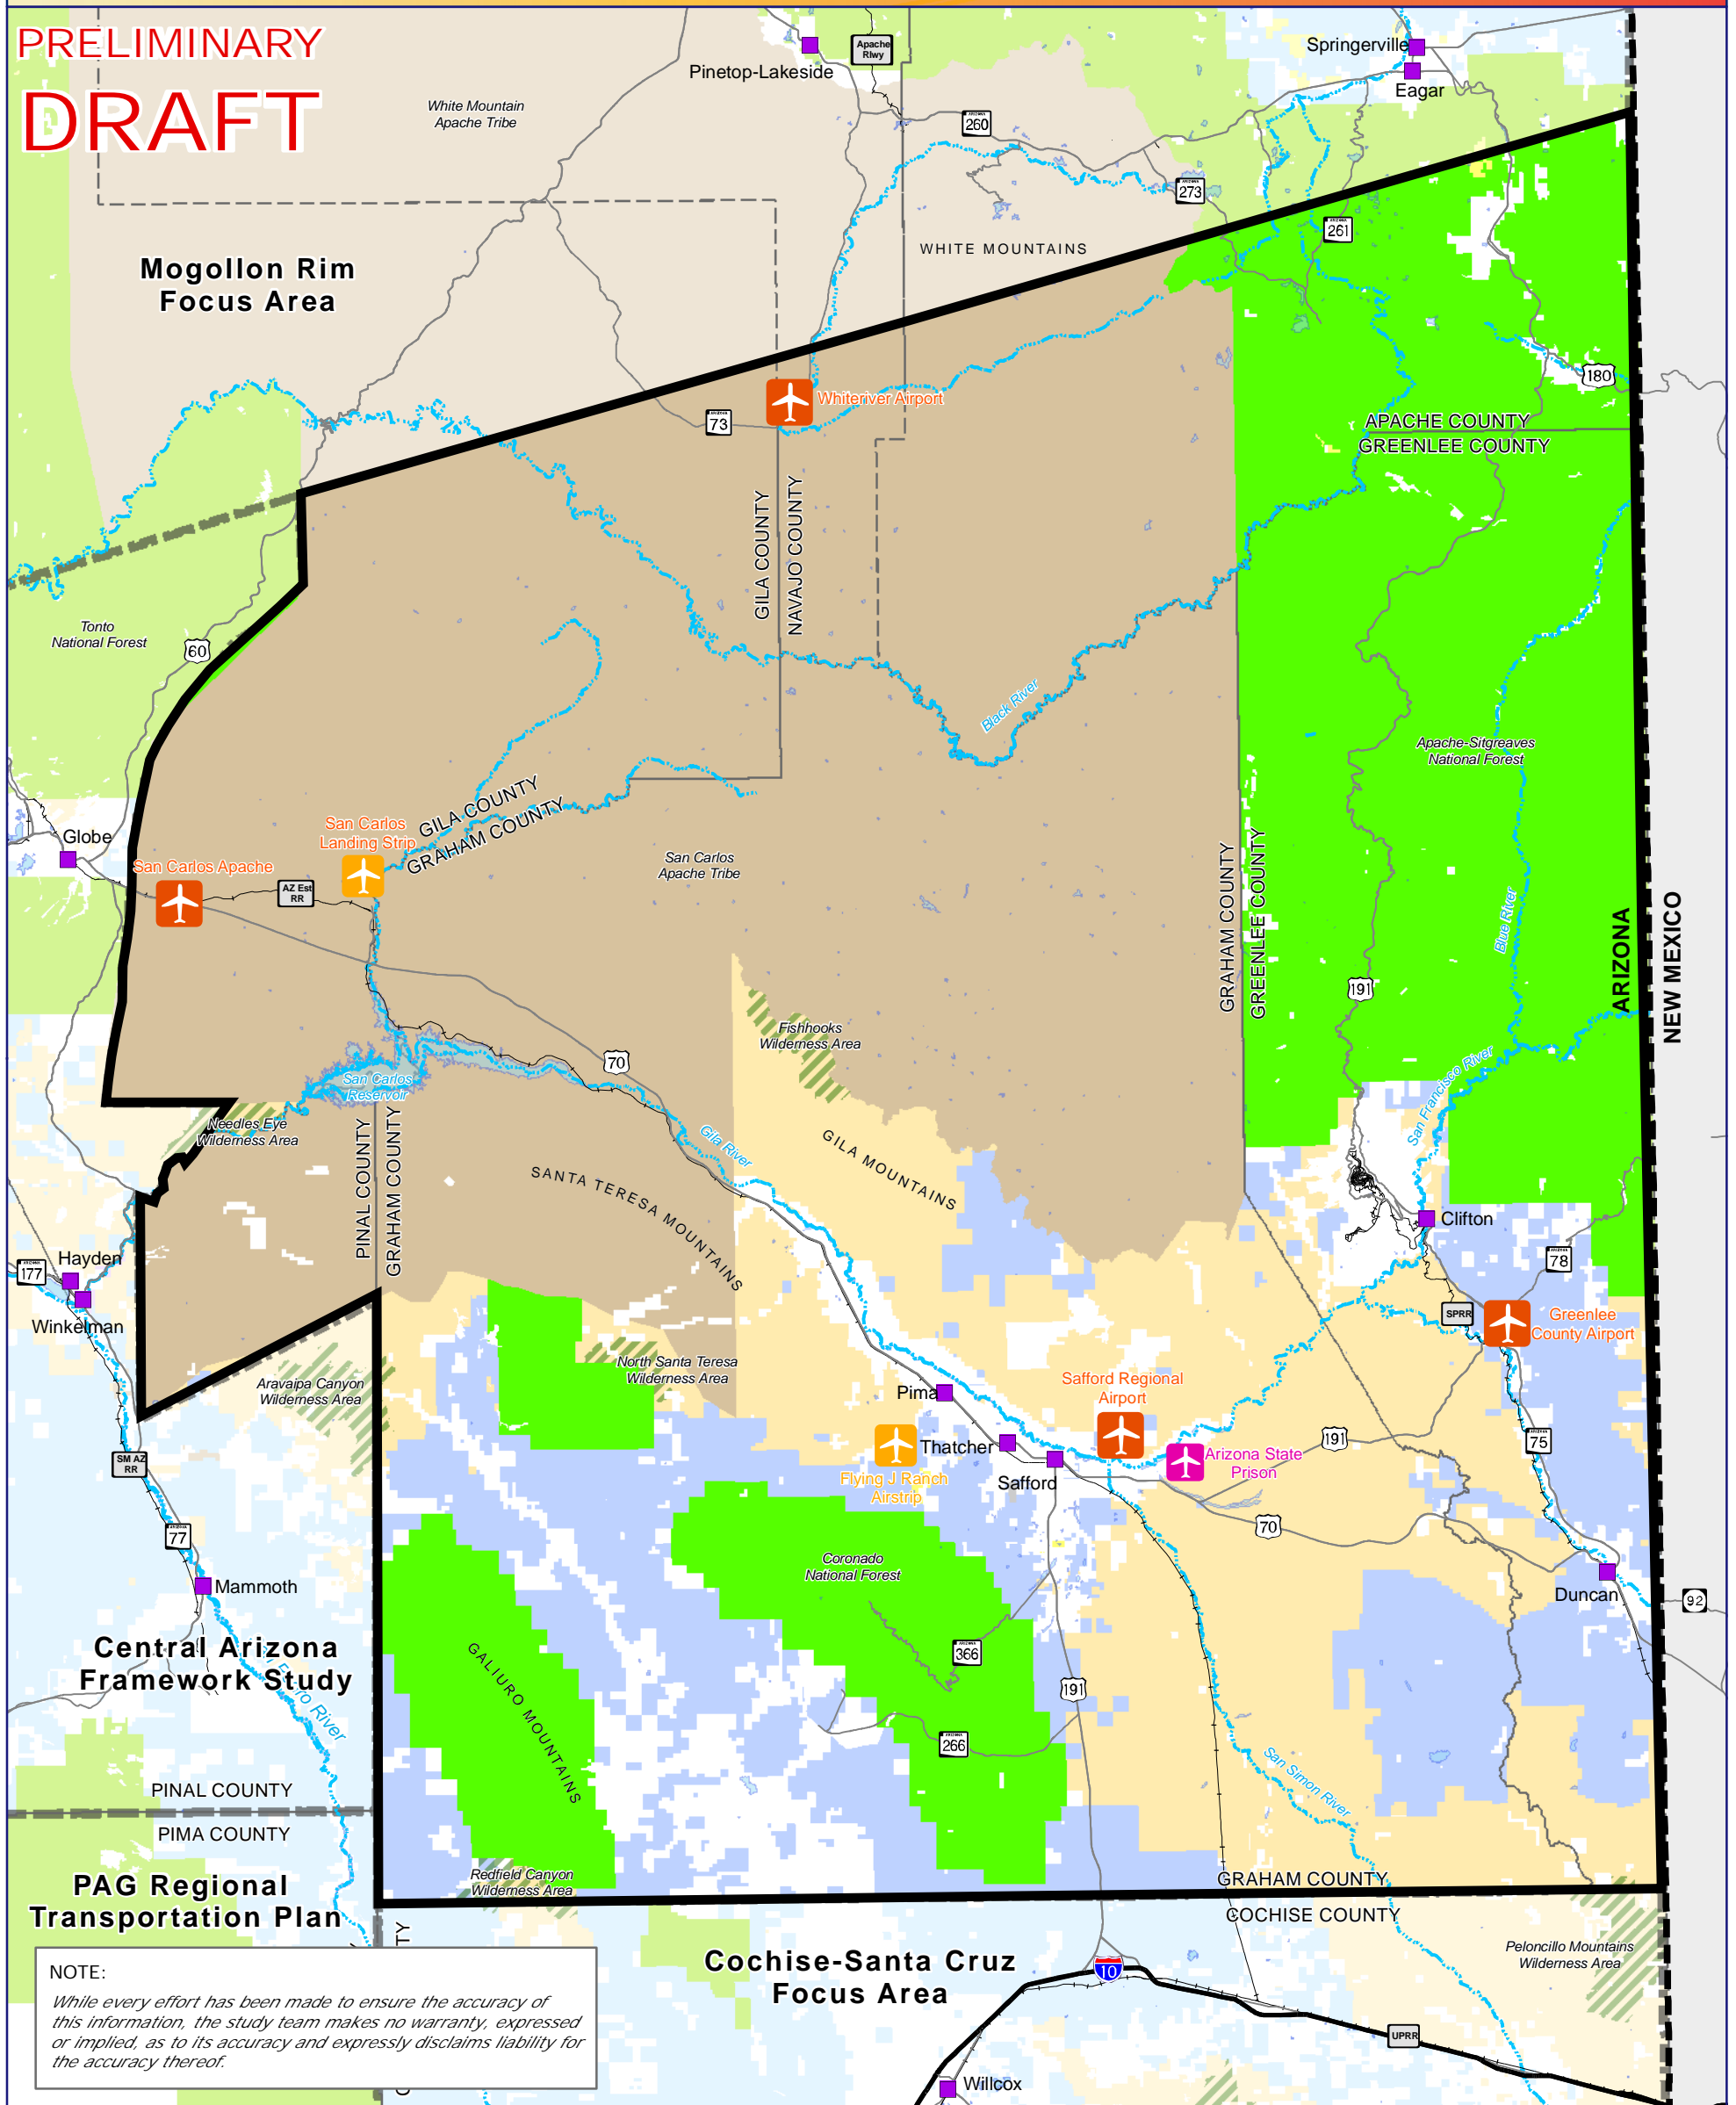 PRELIMINARY
DRAFT
Pinetop-Lakeside
Apache
Rlwy
Springerville
Eagar
White Mountain
Apache Tribe
ARIZONA
260
ARIZONA
273
ARIZONA
261
WHITE MOUNTAINS
Mogollon Rim
Focus Area
180
Whiteriver Airport
ARIZONA
73
APACHE COUNTY
GREENLEE COUNTY
GILA COUNTY
NAVAJO COUNTY
Tonto
National Forest
60
Black River
Apache-Sitgreaves
National Forest
GILA COUNTY
GRAHAM COUNTY
San Carlos
Landing Strip
Globe
San Carlos Apache
AZ Est
RR
San Carlos
Apache Tribe
GRAHAM COUNTY
GREENLEE COUNTY
Blue River
ARIZONA
NEW MEXICO
191
Fishhooks
Wilderness Area
70
San Carlos
Reservoir
Needles Eye
Wilderness Area
San Francisco River
Gila River
GILA MOUNTAINS
SANTA TERESA MOUNTAINS
PINAL COUNTY
GRAHAM COUNTY
Clifton
Hayden
ARIZONA
177
Winkelman
ARIZONA
78
SPRR
Greenlee
County Airport
North Santa Teresa
Wilderness Area
Aravaipa Canyon
Wilderness Area
Pima
Safford Regional
Airport
Thatcher
Flying J Ranch
Airstrip
Safford
Arizona State
Prison
191
ARIZONA
75
SM AZ
RR
70
ARIZONA
77
Mammoth
Coronado
National Forest
Duncan
92
Central Arizona
Framework Study
ARIZONA
366
GALIURO MOUNTAINS
191
ARIZONA
266
San Simon River
River
PINAL COUNTY
PIMA COUNTY
PAG Regional
Transportation Plan
Redfield Canyon
Wilderness Area
GRAHAM COUNTY
COCHISE COUNTY
Peloncillo Mountains
Wilderness Area
Cochise-Santa Cruz
Focus Area
10
UPRR
Willcox
NOTE:
While every effort has been made to ensure the accuracy of
this information, the study team makes no warranty, expressed
or implied, as to its accuracy and expressly disclaims liability for
the accuracy thereof.